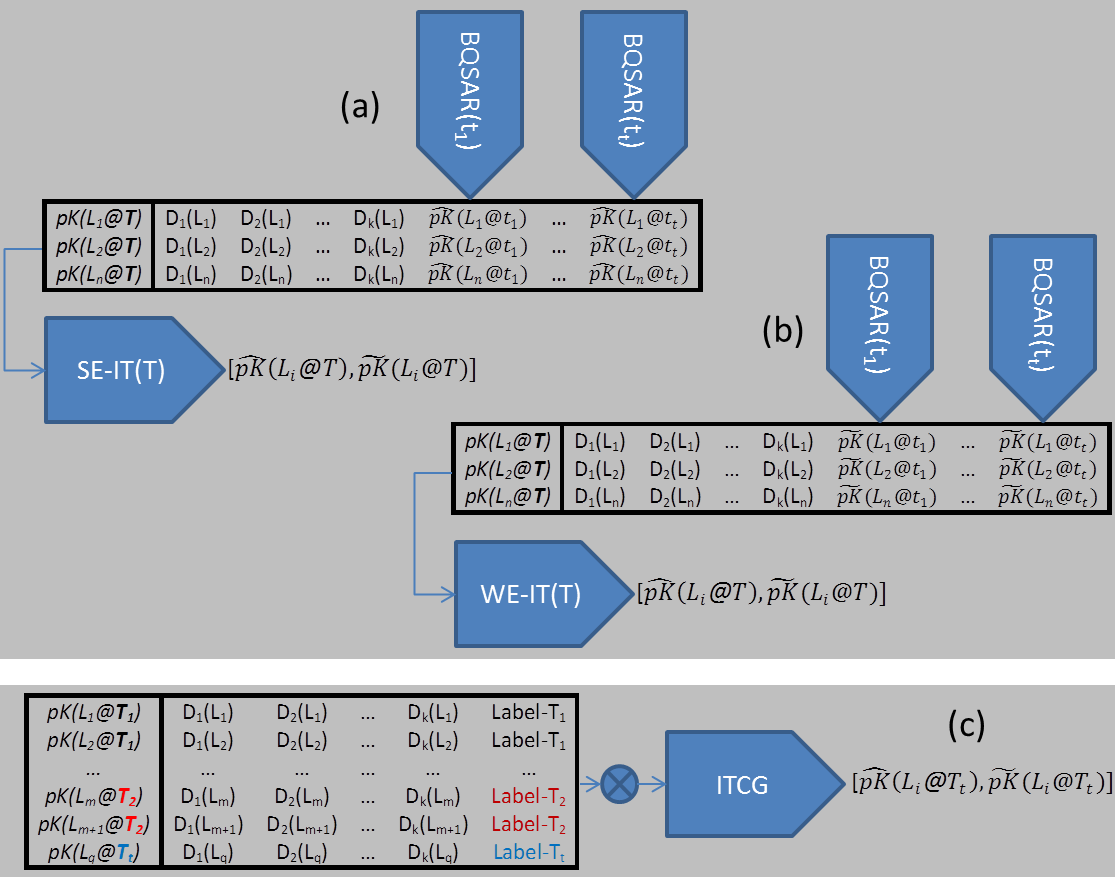 BQSAR(t₁)
BQSAR(tₜ)
(a)
pK(L₁@T) D₁(L₁) D₂(L₁) ... Dₖ(L₁) p̂K(L₁@t₁) ... p̂K(L₁@tₜ)
pK(L₂@T) D₁(L₂) D₂(L₂) ... Dₖ(L₂) p̂K(L₂@t₁) ... p̂K(L₂@tₜ)
pK(Lₙ@T) D₁(Lₙ) D₂(Lₙ) ... Dₖ(Lₙ) p̂K(Lₙ@t₁) ... p̂K(Lₙ@tₜ)
SE-IT(T)
[p̂K(Lᵢ@T), p̃K(Lᵢ@T)]
BQSAR(t₁)
BQSAR(tₜ)
(b)
pK(L₁@T) D₁(L₁) D₂(L₁) ... Dₖ(L₁) p̃K(L₁@t₁) ... p̃K(L₁@tₜ)
pK(L₂@T) D₁(L₂) D₂(L₂) ... Dₖ(L₂) p̃K(L₂@t₁) ... p̃K(L₂@tₜ)
pK(Lₙ@T) D₁(Lₙ) D₂(Lₙ) ... Dₖ(Lₙ) p̃K(Lₙ@t₁) ... p̃K(Lₙ@tₜ)
WE-IT(T)
[p̂K(Lᵢ@T), p̃K(Lᵢ@T)]
pK(L₁@T₁) D₁(L₁) D₂(L₁) ... Dₖ(L₁) Label-T₁
pK(L₂@T₁) D₁(L₂) D₂(L₂) ... Dₖ(L₂) Label-T₁
... ... ... ... ... ...
pK(Lₘ@T₂) D₁(Lₘ) D₂(Lₘ) ... Dₖ(Lₘ) Label-T₂
pK(Lₘ₊₁@T₂) D₁(Lₘ₊₁) D₂(Lₘ₊₁) ... Dₖ(Lₘ₊₁) Label-T₂
pK(L_q@Tₜ) D₁(L_q) D₂(L_q) ... Dₖ(L_q) Label-Tₜ
(c)
ITCG
[p̂K(Lᵢ@Tₜ), p̃K(Lᵢ@Tₜ)]